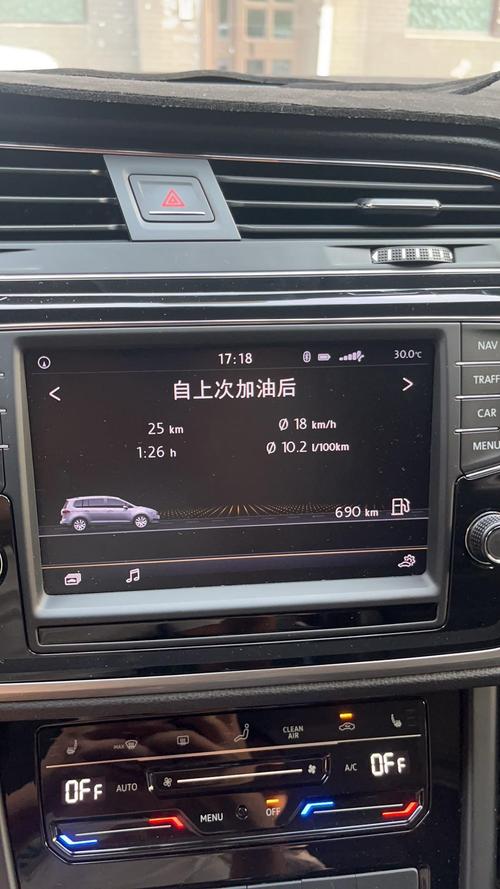 17:18
30.0°C
自上次加油后
25 km
Ø 18 km/h
1:26 h
Ø 10.2 l/100km
690 km
NAV
TRAFF
CAR
MENU
MAX
CLEAN
AIR
OFF
AUTO
A/C
OFF
MENU
OFF